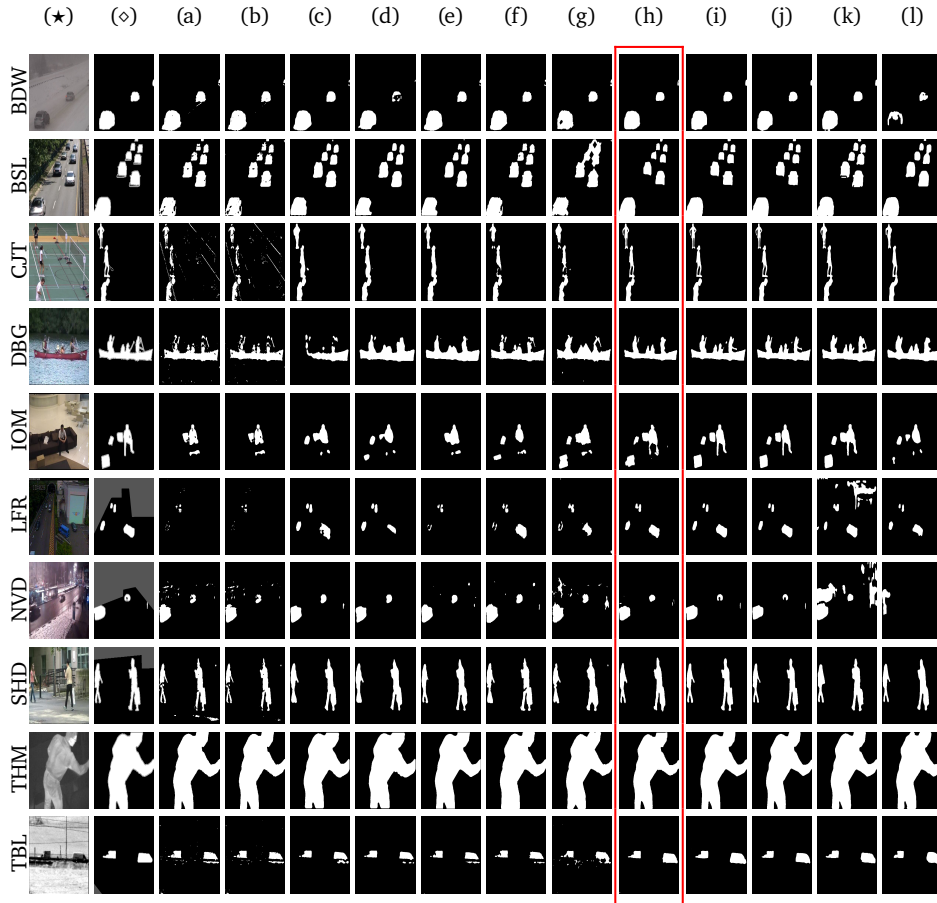 (★) (⋄) (a) (b) (c) (d) (e) (f) (g) (h) (i) (j) (k) (l)
BDW
BSL
CJT
DBG
IOM
LFR
NVD
SHD
THM
TBL